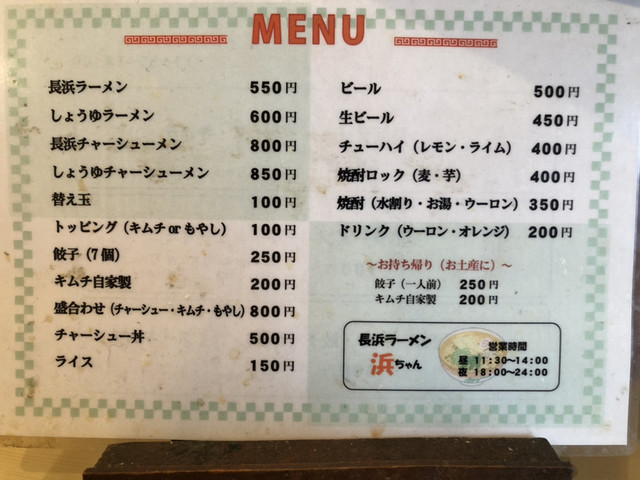 MENU
長浜ラーメン 550円
しょうゆラーメン 600円
長浜チャーシューメン 800円
しょうゆチャーシューメン 850円
替え玉 100円
トッピング（キムチ or もやし） 100円
餃子（7個） 250円
キムチ自家製 200円
盛合わせ（チャーシュー・キムチ・もやし） 800円
チャーシュー丼 500円
ライス 150円
ビール 500円
生ビール 450円
チューハイ（レモン・ライム） 400円
焼酎ロック（麦・芋） 400円
焼酎（水割り・お湯・ウーロン） 350円
ドリンク（ウーロン・オレンジ） 200円
～お持ち帰り（お土産に）～
餃子（一人前） 250円
キムチ自家製 200円
長浜ラーメン
浜ちゃん
営業時間
昼 11:30～14:00
夜 18:00～24:00